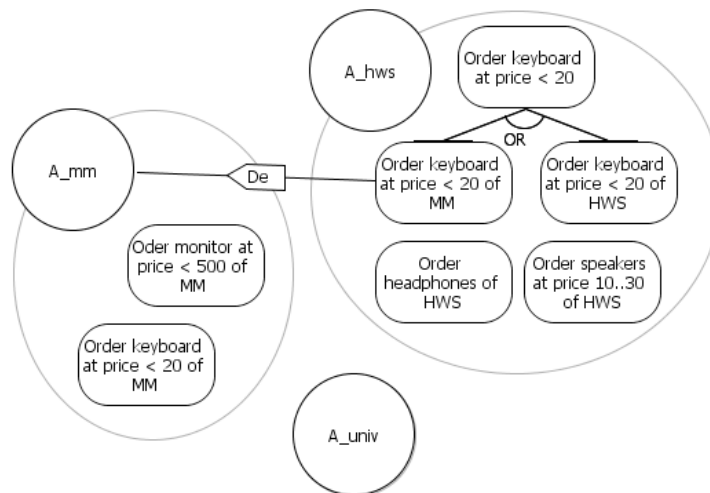 A_hws
Order keyboard
at price < 20
OR
A_mm
De
Order keyboard
at price < 20 of
MM
Order keyboard
at price < 20 of
HWS
Oder monitor at
price < 500 of
MM
Order
headphones of
HWS
Order speakers
at price 10..30
of HWS
Order keyboard
at price < 20 of
MM
A_univ